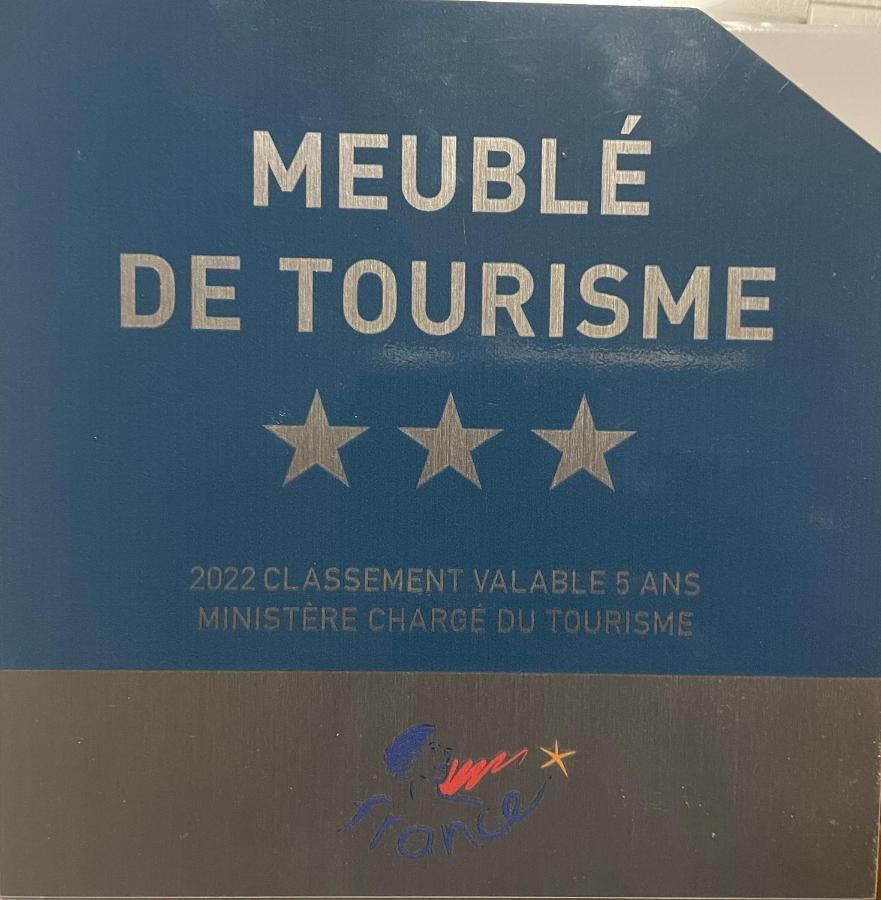 MEUBLÉ
DE TOURISME
2022 CLASSEMENT VALABLE 5 ANS
MINISTÈRE CHARGÉ DU TOURISME
france